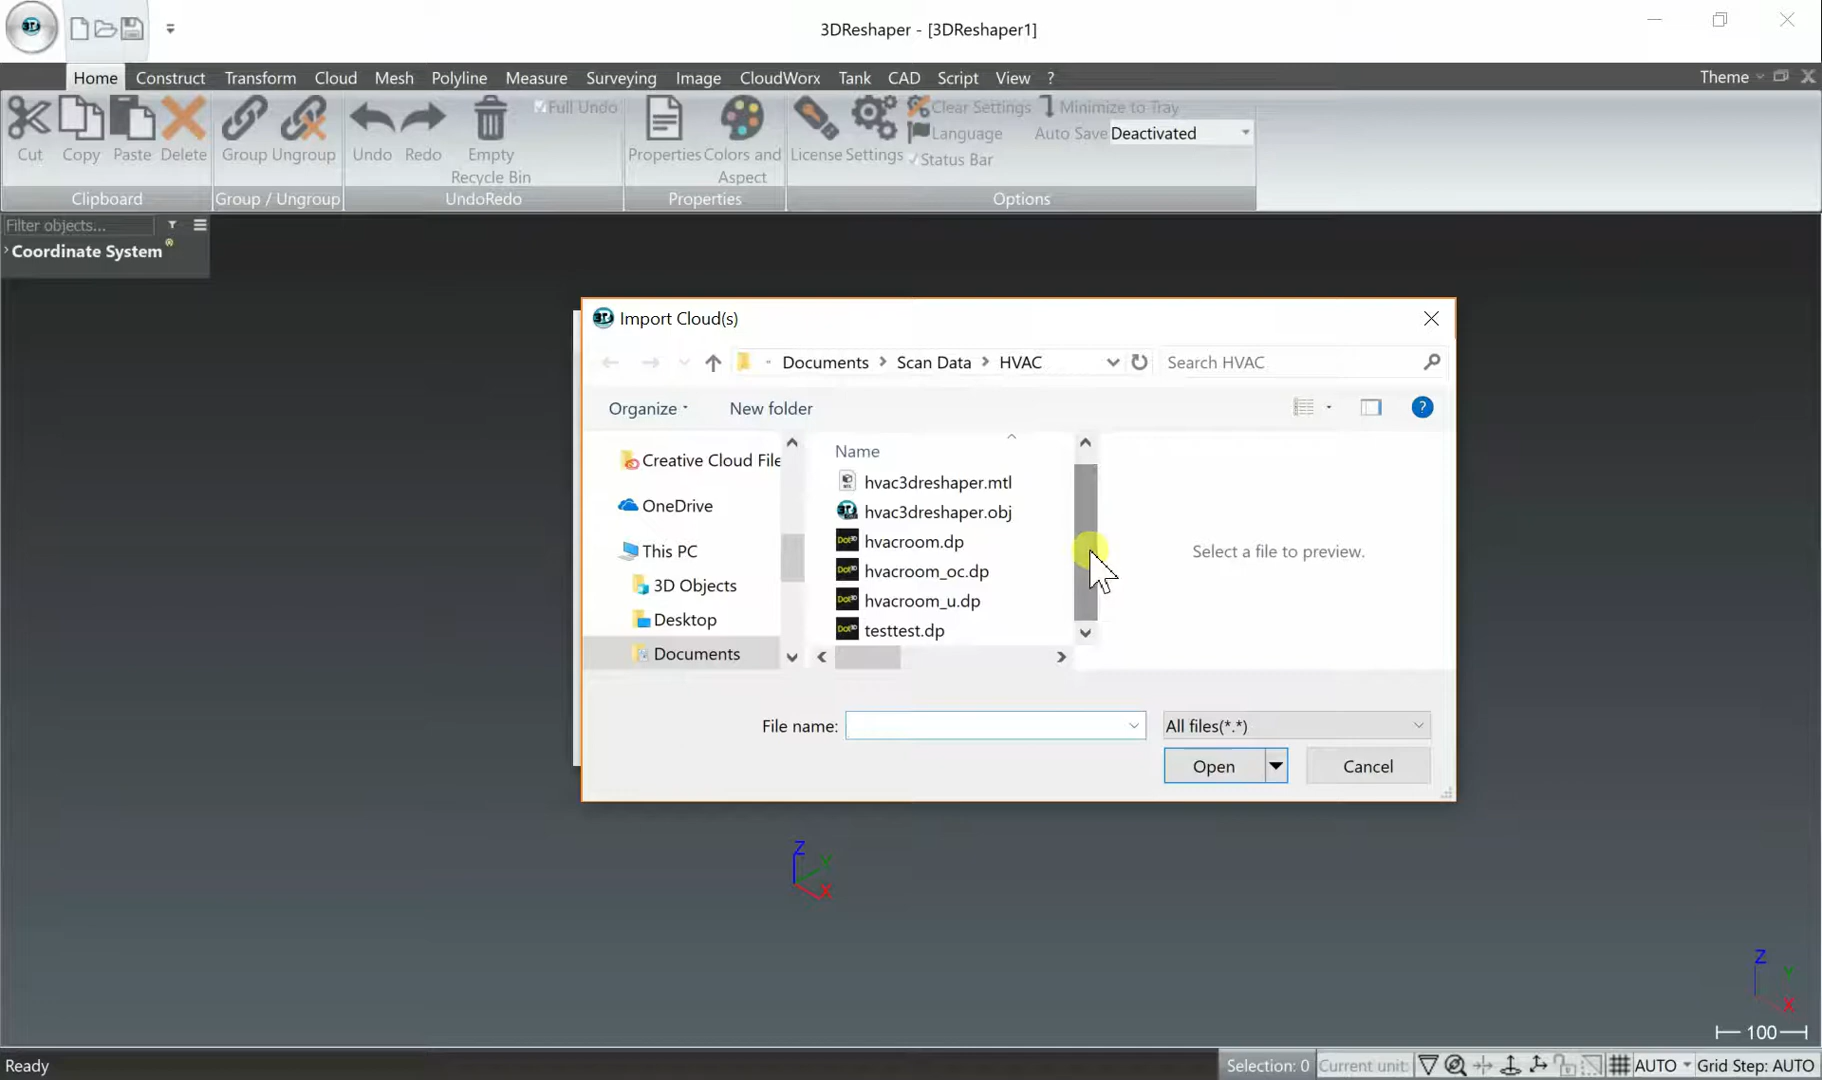 3DReshaper - [3DReshaper1]
Home Construct Transform Cloud Mesh Polyline Measure Surveying Image CloudWorx Tank CAD Script View ? Theme
Full Undo Clear Settings Minimize to Tray
Language Auto Save Deactivated
Cut Copy Paste Delete Group Ungroup Undo Redo Empty Recycle Bin Properties Colors and Aspect License Settings Status Bar
Clipboard Group / Ungroup UndoRedo Properties Options
Filter objects...
Coordinate System
Import Cloud(s)
Documents Scan Data HVAC Search HVAC
Organize New folder
Name
Creative Cloud File
OneDrive
This PC
3D Objects
Desktop
Documents
hvac3dreshaper.mtl
hvac3dreshaper.obj
hvacroom.dp
hvacroom_oc.dp
hvacroom_u.dp
testtest.dp
Select a file to preview.
File name: All files(*.*)
Open Cancel
Z
Y
X
Z
Y
X
100
Ready Selection: 0 Current unit: AUTO Grid Step: AUTO